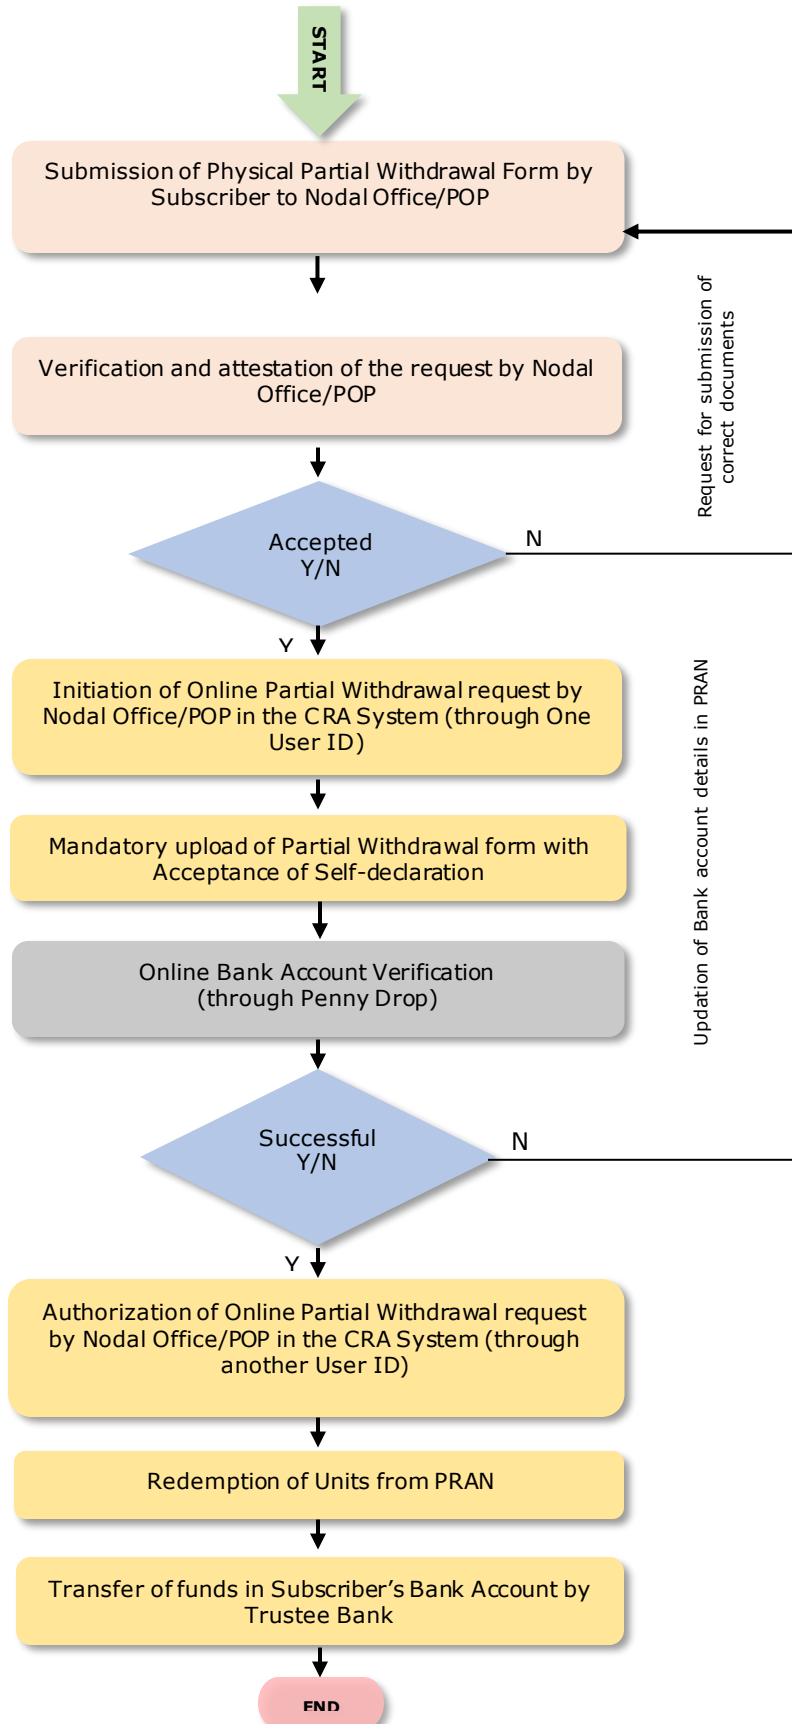 START
Submission of Physical Partial Withdrawal Form by
Subscriber to Nodal Office/POP
Request for submission of
correct documents
Verification and attestation of the request by Nodal
Office/POP
Accepted
Y/N
N
Y
Initiation of Online Partial Withdrawal request by
Nodal Office/POP in the CRA System (through One
User ID)
Updation of Bank account details in PRAN
Mandatory upload of Partial Withdrawal form with
Acceptance of Self-declaration
Online Bank Account Verification
(through Penny Drop)
Successful
Y/N
N
Y
Authorization of Online Partial Withdrawal request
by Nodal Office/POP in the CRA System (through
another User ID)
Redemption of Units from PRAN
Transfer of funds in Subscriber’s Bank Account by
Trustee Bank
END